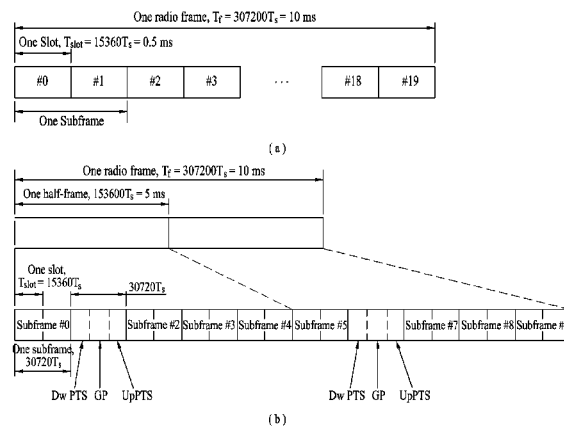 One radio frame, Tf = 307200Ts = 10 ms
One Slot, Tslot = 15360Ts = 0.5 ms
#0 #1 #2 #3 ... #18 #19
One Subframe
( a )
One radio frame, Tf = 307200Ts = 10 ms
One half-frame, 153600Ts = 5 ms
One slot,
Tslot = 15360Ts
30720Ts
Subframe #0 Subframe #2 Subframe #3 Subframe #4 Subframe #5 Subframe #7 Subframe #8 Subframe #
One subframe,
30720Ts
Dw PTS GP UpPTS Dw PTS GP UpPTS
( b )